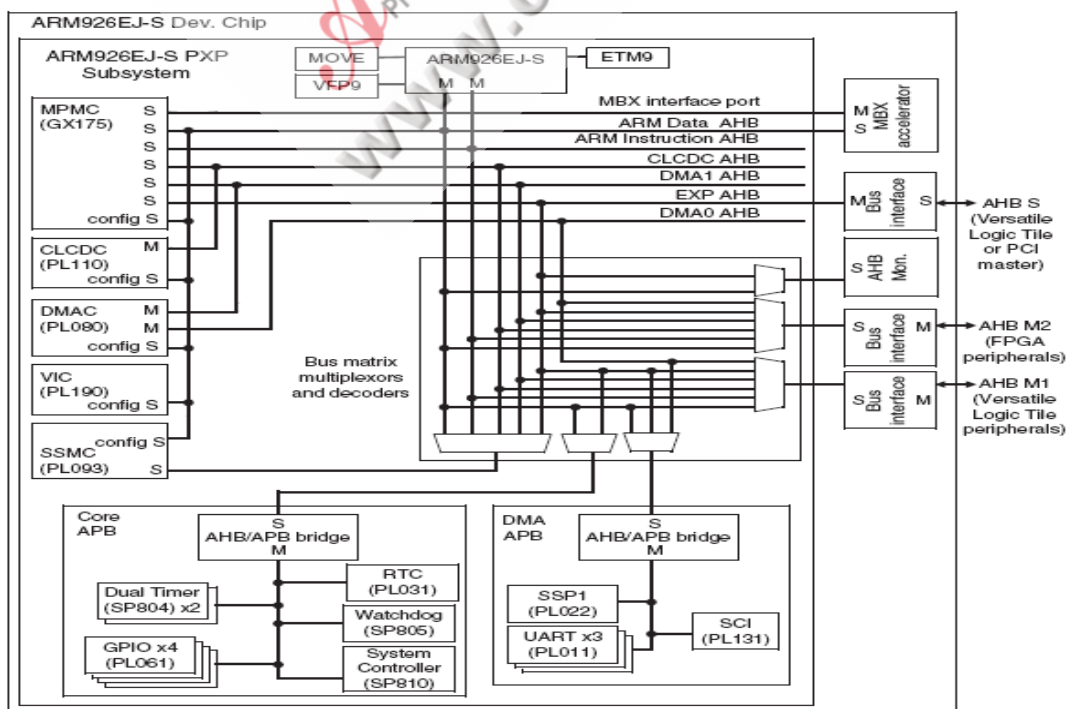 ARM926EJ-S Dev. Chip
ARM926EJ-S PXP
Subsystem
MOVE
VFP9
ARM926EJ-S
M M
ETM9
MPMC
(GX175)
S
S
S
S
S
S
config S
MBX interface port
ARM Data AHB
ARM Instruction AHB
CLCDC AHB
DMA1 AHB
EXP AHB
DMA0 AHB
M
S
MBX
accelerator
M
Bus
interface
S
AHB S
(Versatile
Logic Tile
or PCI
master)
CLCDC
(PL110)
M
config S
S
AHB
Mon.
DMAC
(PL080)
M
M
config S
S
Bus
interface
M
AHB M2
(FPGA
peripherals)
Bus matrix
multiplexors
and decoders
VIC
(PL190)
config S
S
Bus
interface
M
AHB M1
(Versatile
Logic Tile
peripherals)
config S
SSMC
(PL093)
S
Core
APB
S
AHB/APB bridge
M
RTC
(PL031)
Dual Timer
(SP804) x2
Watchdog
(SP805)
GPIO x4
(PL061)
System
Controller
(SP810)
DMA
APB
S
AHB/APB bridge
M
SSP1
(PL022)
UART x3
(PL011)
SCI
(PL131)
www.